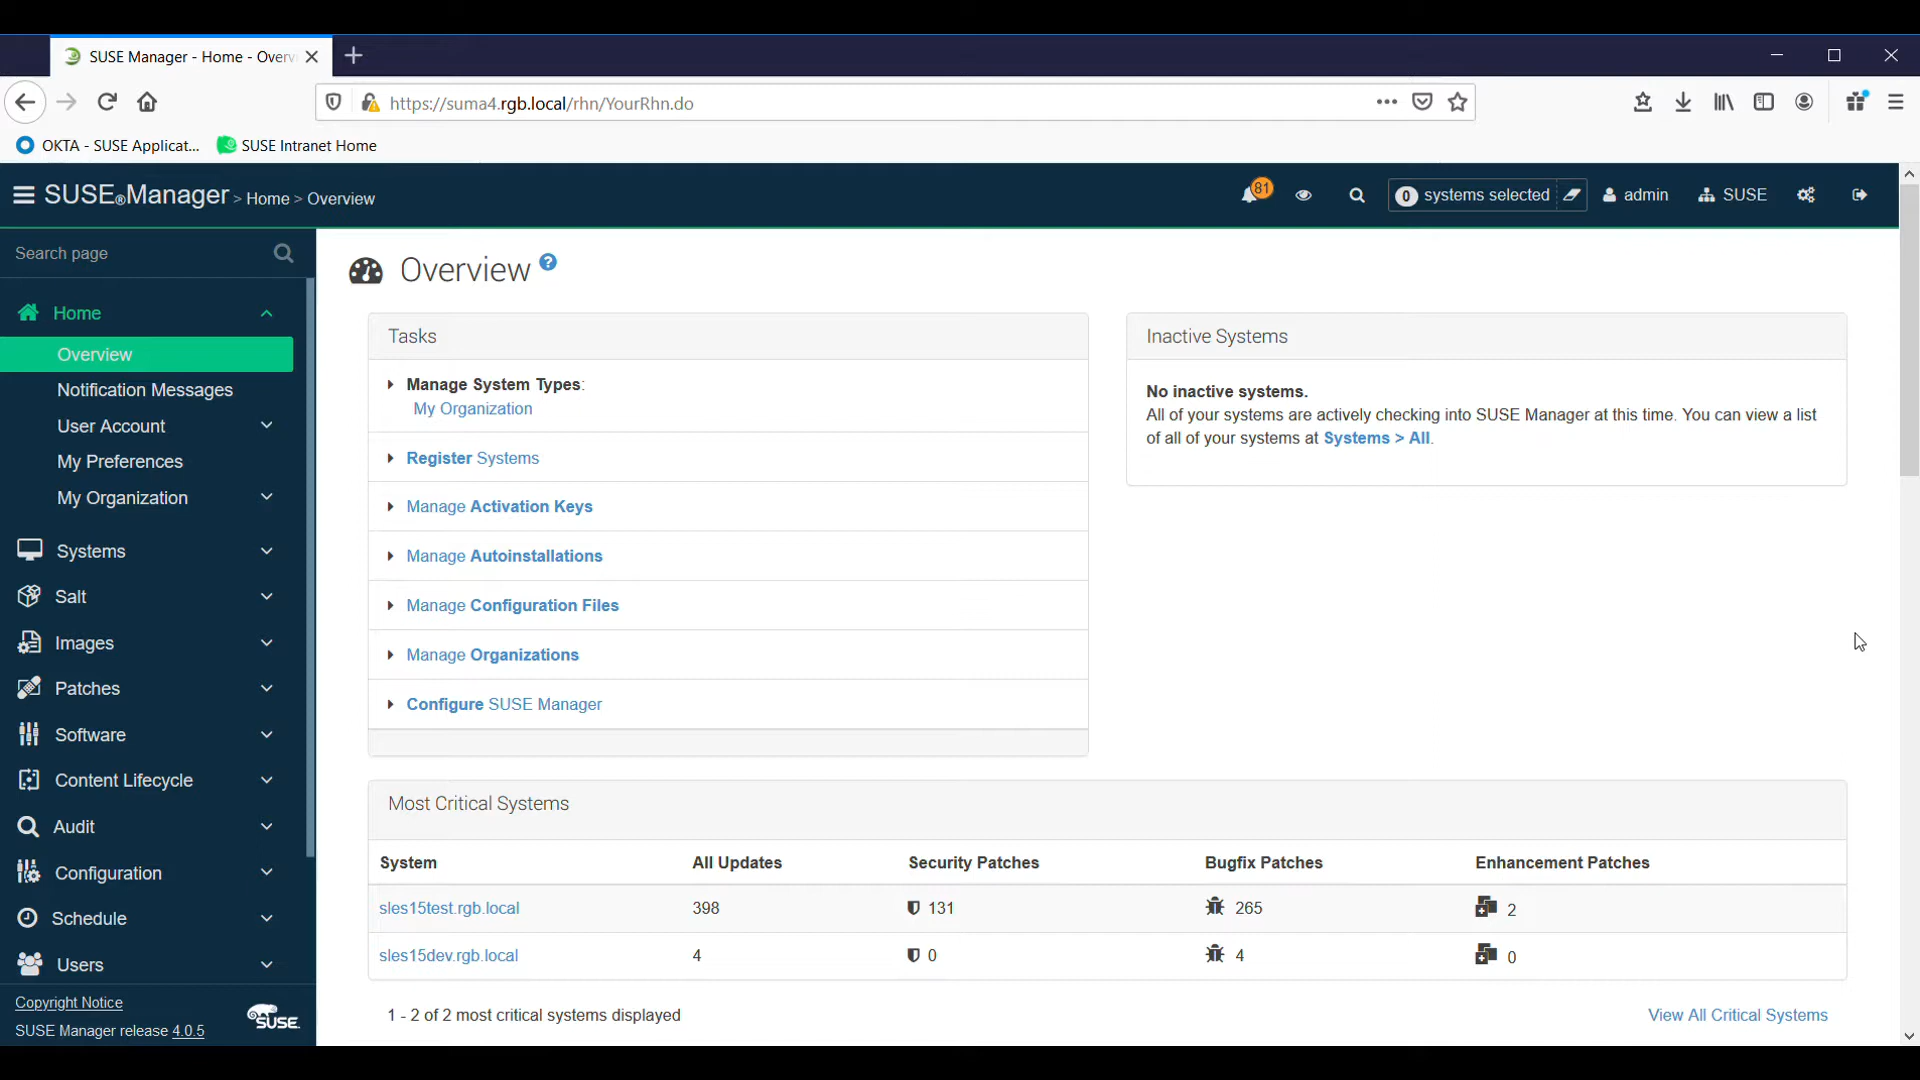 SUSE Manager - Home - Overv
https://suma4.rgb.local/rhn/YourRhn.do
OKTA - SUSE Applicat... SUSE Intranet Home
SUSE®Manager > Home > Overview 81 0 systems selected admin SUSE
Search page
Home
Overview
Notification Messages
User Account
My Preferences
My Organization
Systems
Salt
Images
Patches
Software
Content Lifecycle
Audit
Configuration
Schedule
Users
Copyright Notice
SUSE Manager release 4.0.5
SUSE.
Overview ?
Tasks
Manage System Types:
My Organization
Register Systems
Manage Activation Keys
Manage Autoinstallations
Manage Configuration Files
Manage Organizations
Configure SUSE Manager
Inactive Systems
No inactive systems.
All of your systems are actively checking into SUSE Manager at this time. You can view a list
of all of your systems at Systems > All.
Most Critical Systems
System All Updates Security Patches Bugfix Patches Enhancement Patches
sles15test.rgb.local 398 131 265 2
sles15dev.rgb.local 4 0 4 0
1 - 2 of 2 most critical systems displayed
View All Critical Systems